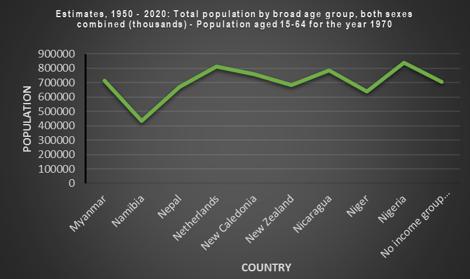 Estimates, 1950 - 2020: Total population by broad age group, both sexes
combined (thousands) - Population aged 15-64 for the year 1970
900000
800000
700000
600000
500000
400000
300000
200000
100000
0
POPULATION
Myanmar
Namibia
Nepal
Netherlands
New Caledonia
New Zealand
Nicaragua
Niger
Nigeria
No income group...
COUNTRY